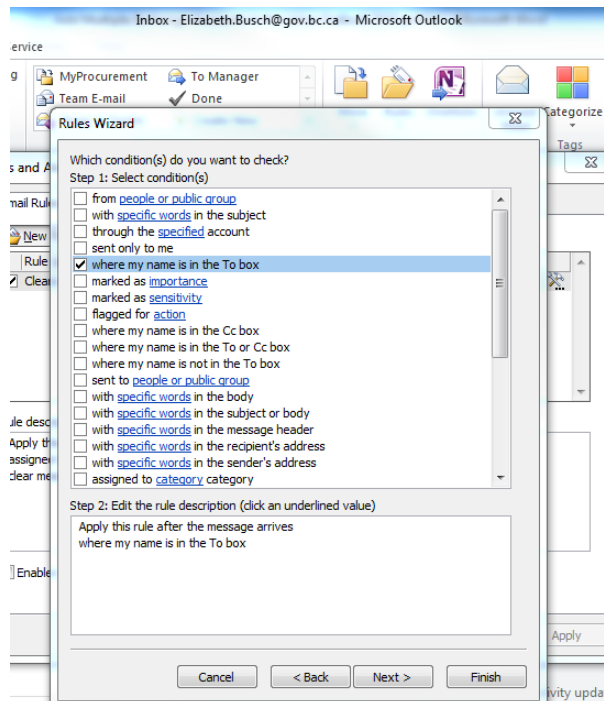 Inbox - Elizabeth.Busch@gov.bc.ca - Microsoft Outlook
ervice
g
MyProcurement
To Manager
Team E-mail
Done
Categorize
Tags
Rules Wizard
s and A
mail Rule
New
Rule
Clear
Which condition(s) do you want to check?
Step 1: Select condition(s)
from people or public group
with specific words in the subject
through the specified account
sent only to me
where my name is in the To box
marked as importance
marked as sensitivity
flagged for action
where my name is in the Cc box
where my name is in the To or Cc box
where my name is not in the To box
sent to people or public group
with specific words in the body
with specific words in the subject or body
with specific words in the message header
with specific words in the recipient's address
with specific words in the sender's address
assigned to category category
ule desc
Apply th
assigned
clear me
Step 2: Edit the rule description (click an underlined value)
Apply this rule after the message arrives
where my name is in the To box
Enable
Apply
Cancel
< Back
Next >
Finish
ivity upda